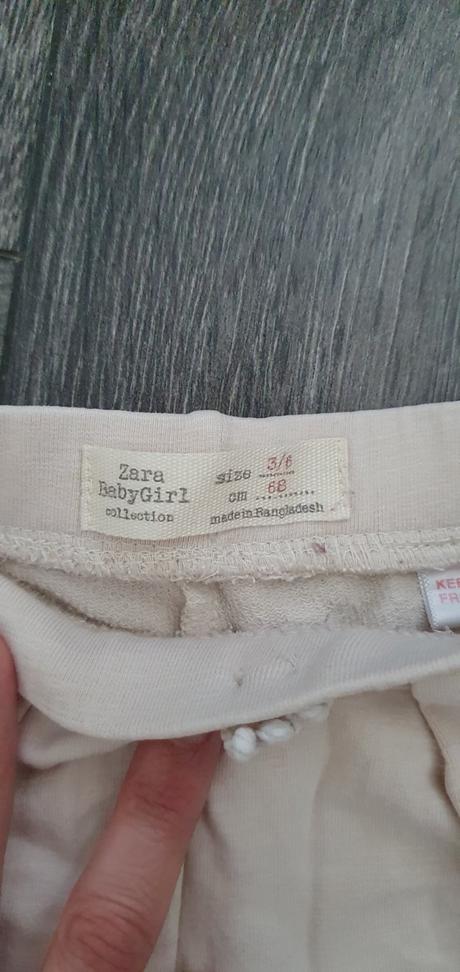 Zara
BabyGirl
collection
size 3/6
cm 68
made in Bangladesh